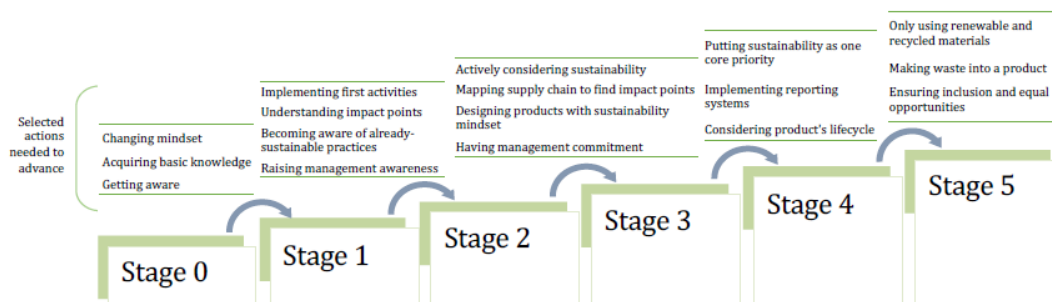 Selected
actions
needed to
advance
Changing mindset
Acquiring basic knowledge
Getting aware
Implementing first activities
Understanding impact points
Becoming aware of already-
sustainable practices
Raising management awareness
Actively considering sustainability
Mapping supply chain to find impact points
Designing products with sustainability
mindset
Having management commitment
Putting sustainability as one
core priority
Implementing reporting
systems
Considering product's lifecycle
Only using renewable and
recycled materials
Making waste into a product
Ensuring inclusion and equal
opportunities
Stage 0
Stage 1
Stage 2
Stage 3
Stage 4
Stage 5